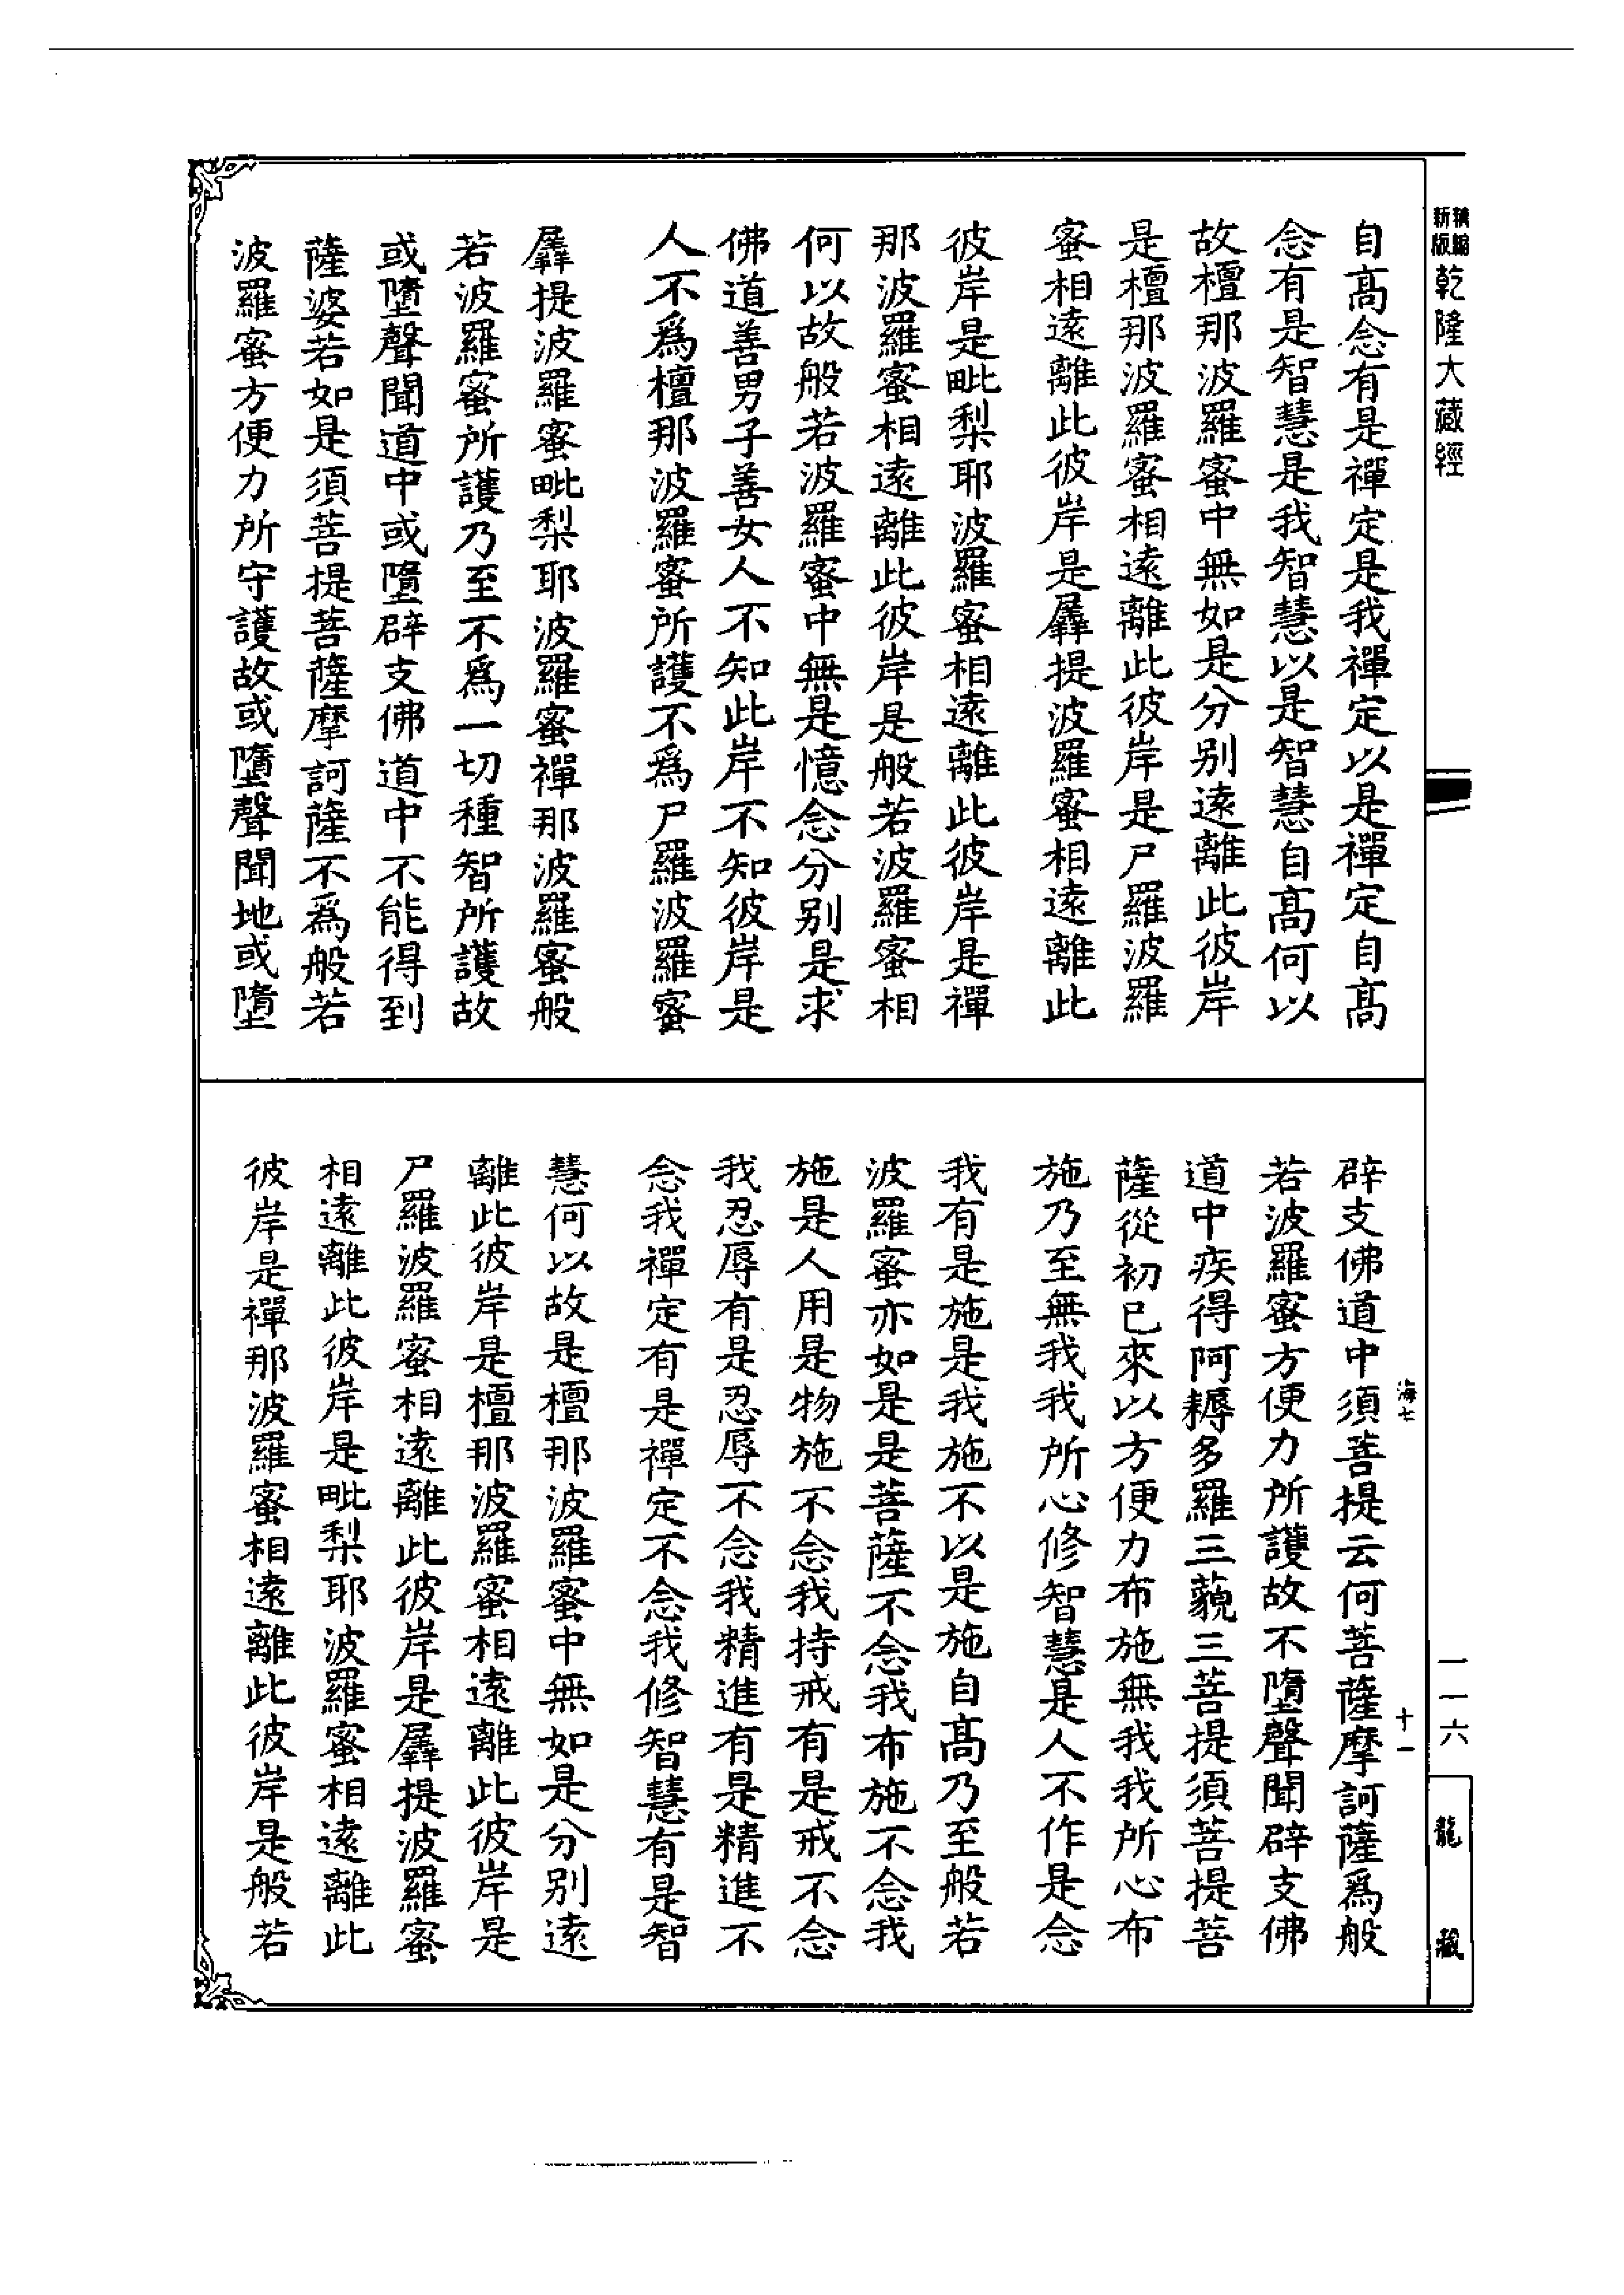 新版
精編
乾隆大藏經
自高念有是禪定是我禪定以是禪定自高
念有是智慧是我智慧以是智慧自高何以
故檀那波羅蜜中無如是分別遠離此彼岸
是檀那波羅蜜相遠離此彼岸是尸羅波羅
蜜相遠離此彼岸是羼提波羅蜜相遠離此
彼岸是毗梨耶波羅蜜相遠離此彼岸是禪
那波羅蜜相遠離此彼岸是般若波羅蜜相
何以故般若波羅蜜中無是憶念分別是求
佛道善男子善女人不知此岸不知彼岸是
人不為檀那波羅蜜所護不為尸羅波羅蜜
羼提波羅蜜毗梨耶波羅蜜禪那波羅蜜般
若波羅蜜所護乃至不為一切種智所護故
或墮聲聞道中或墮辟支佛道中不能得到
薩婆若如是須菩提菩薩摩訶薩不為般若
波羅蜜方便力所守護故或墮聲聞地或墮
海七
十一
辟支佛道中須菩提云何菩薩摩訶薩為般
若波羅蜜方便力所護故不墮聲聞辟支佛
道中疾得阿耨多羅三藐三菩提須菩提菩
薩從初已來以方便力布施無我我所心布
施乃至無我我所心修智慧是人不作是念
我有是施是我施不以是施自高乃至般若
波羅蜜亦如是是菩薩不念我布施不念我
施是人用是物施不念我持戒有是戒不念
我忍辱有是忍辱不念我精進有是精進不
念我禪定有是禪定不念我修智慧有是智
慧何以故是檀那波羅蜜中無如是分別遠
離此彼岸是檀那波羅蜜相遠離此彼岸是
尸羅波羅蜜相遠離此彼岸是羼提波羅蜜
相遠離此彼岸是毗梨耶波羅蜜相遠離此
彼岸是禪那波羅蜜相遠離此彼岸是般若
一一六
龍藏